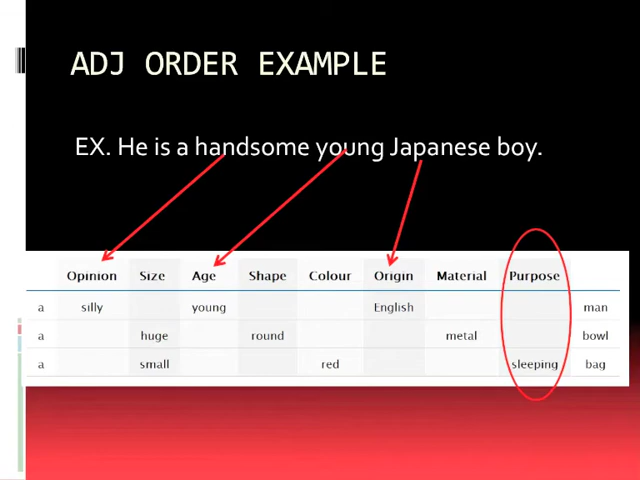 ADJ ORDER EXAMPLE
EX. He is a handsome young Japanese boy.
Opinion Size Age Shape Colour Origin Material Purpose
a silly young English man
a huge round metal bowl
a small red sleeping bag